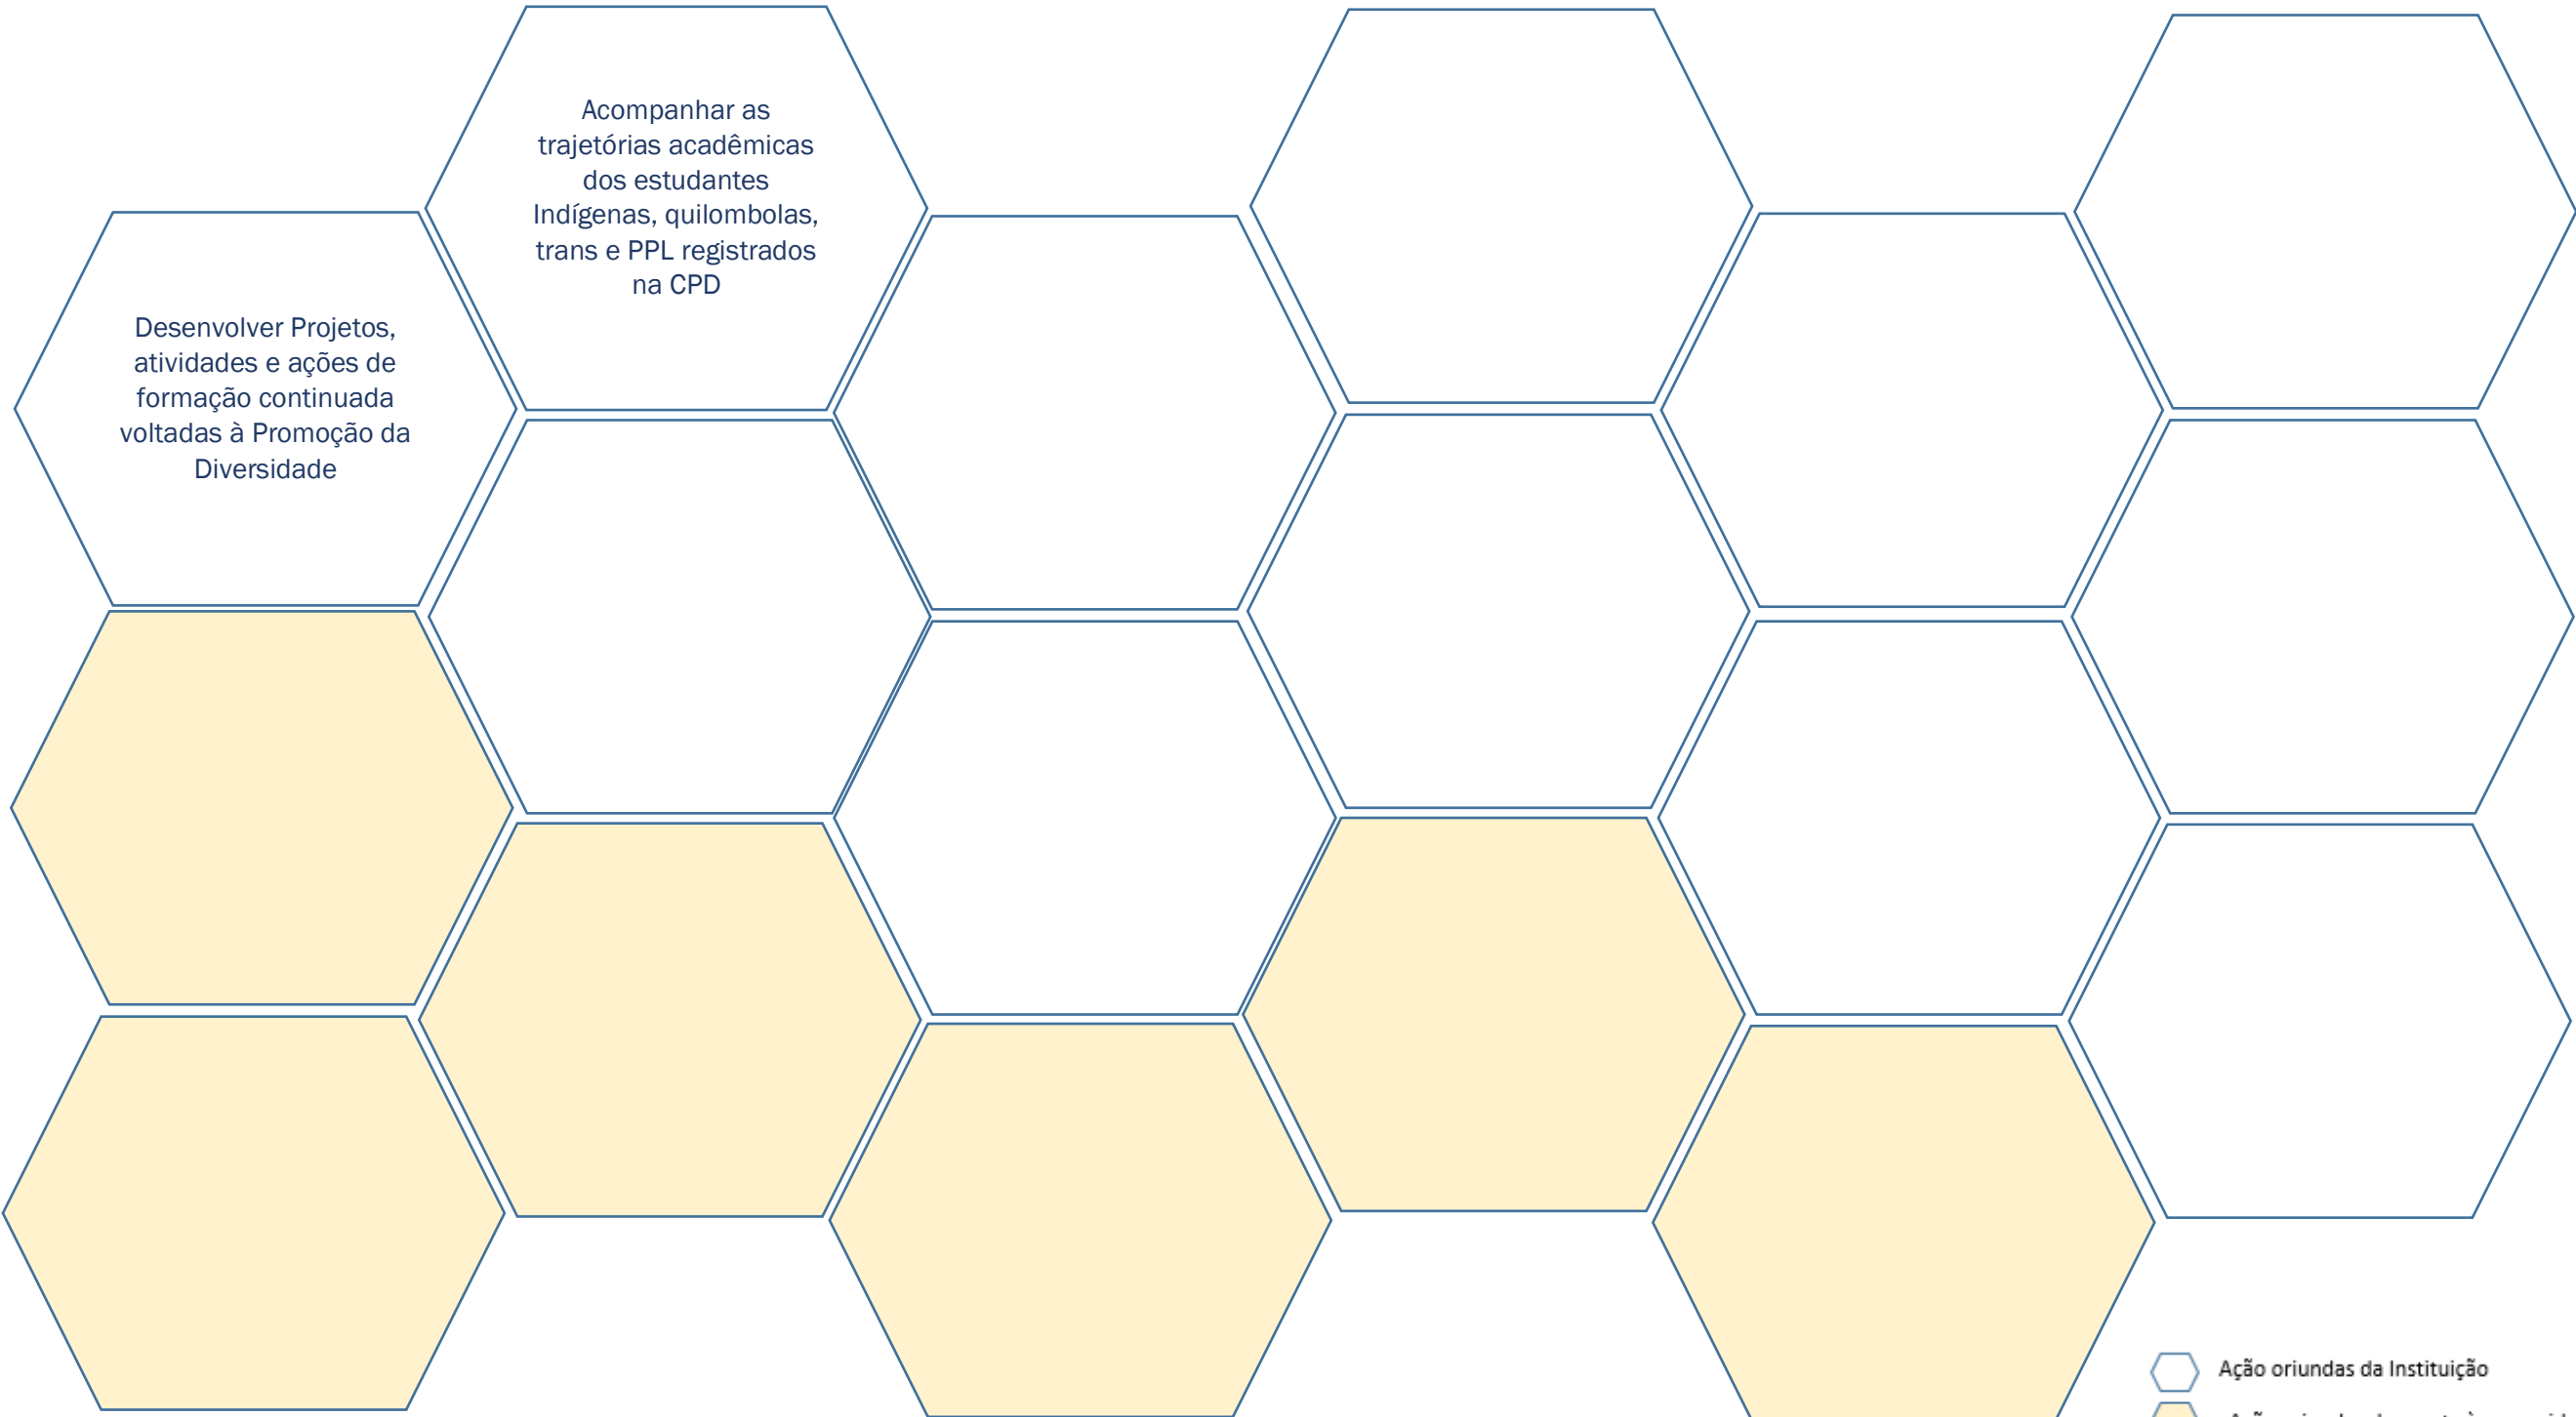 Acompanhar as
trajetórias acadêmicas
dos estudantes
Indígenas, quilombolas,
trans e PPL registrados
na CPD
Desenvolver Projetos,
atividades e ações de
formação continuada
voltadas à Promoção da
Diversidade
Ação oriundas da Instituição